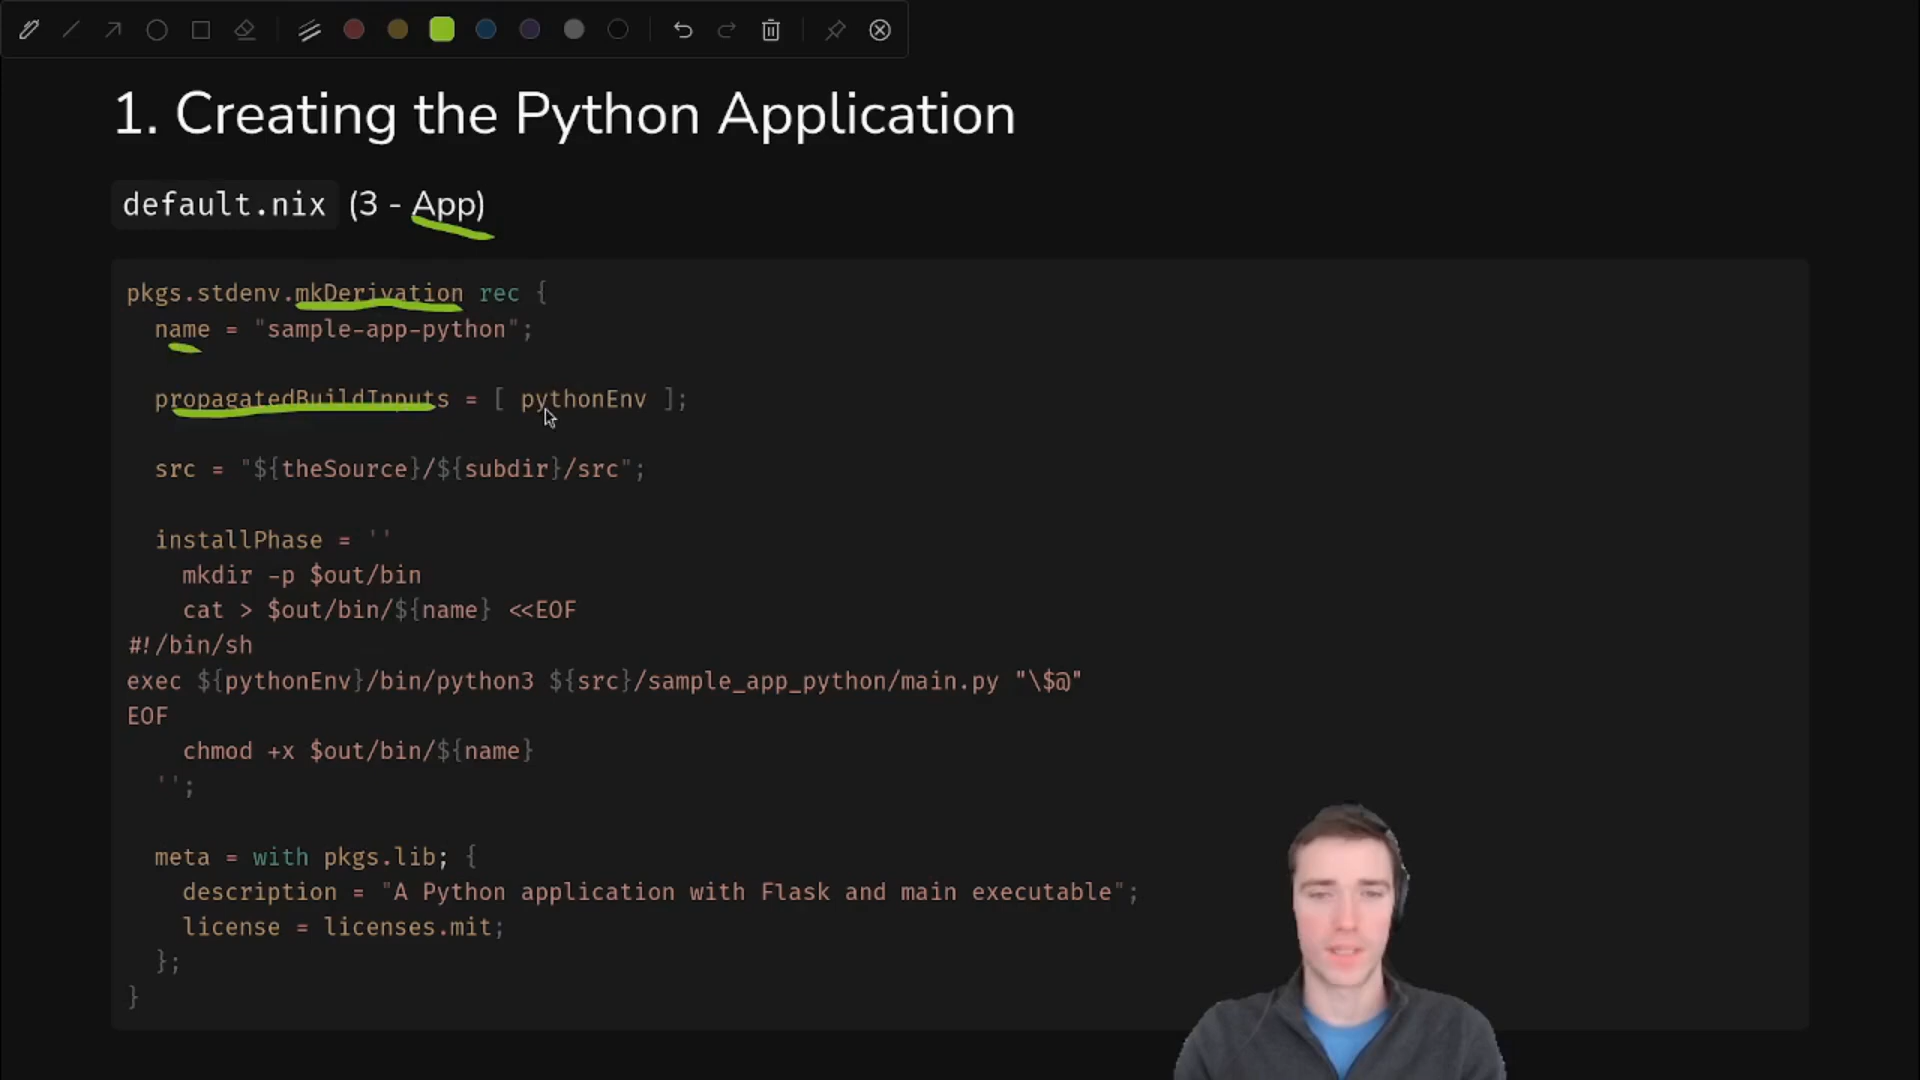 1. Creating the Python Application
default.nix (3 - App)
pkgs.stdenv.mkDerivation rec {
  name = "sample-app-python";
  propagatedBuildInputs = [ pythonEnv ];
  src = "${theSource}/${subdir}/src";
  installPhase = ''
    mkdir -p $out/bin
    cat > $out/bin/${name} <<EOF
#!/bin/sh
exec ${pythonEnv}/bin/python3 ${src}/sample_app_python/main.py "\$@"
EOF
    chmod +x $out/bin/${name}
  '';
  meta = with pkgs.lib; {
    description = "A Python application with Flask and main executable";
    license = licenses.mit;
  };
}